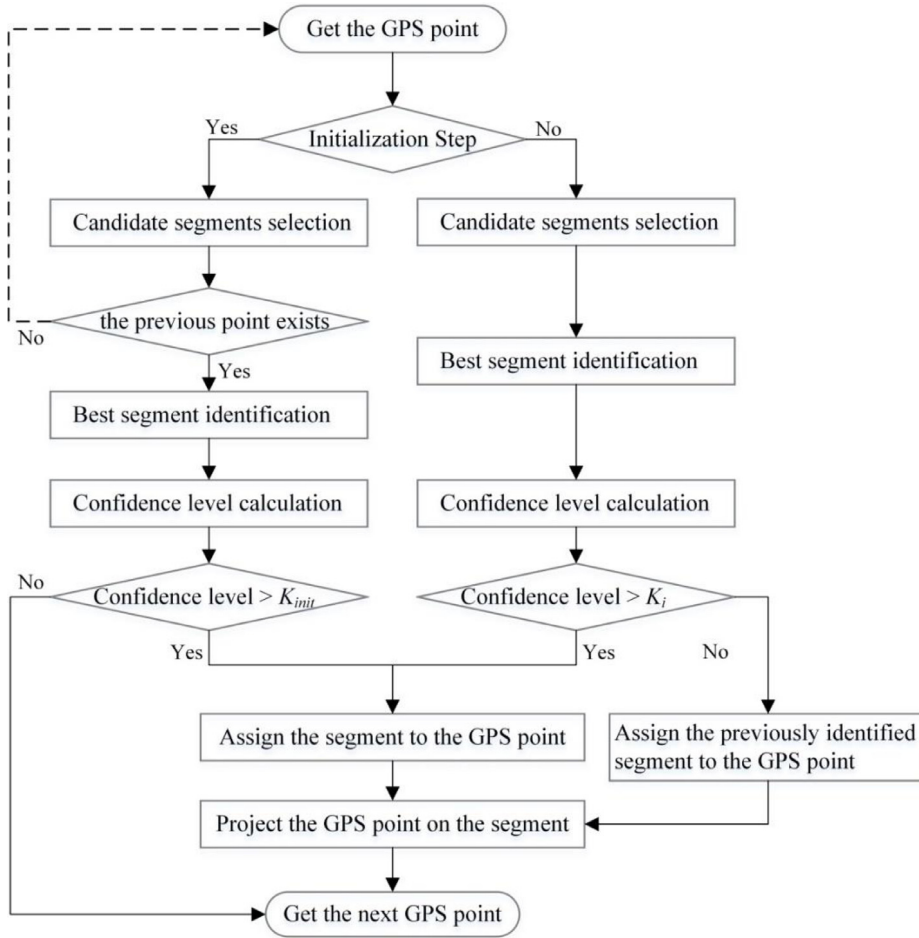 Get the GPS point
Yes
Initialization Step
No
Candidate segments selection
Candidate segments selection
the previous point exists
No
Yes
Best segment identification
Best segment identification
Confidence level calculation
Confidence level calculation
No
Confidence level > Kinit
Confidence level > Ki
Yes
Yes
No
Assign the segment to the GPS point
Assign the previously identified
segment to the GPS point
Project the GPS point on the segment
Get the next GPS point